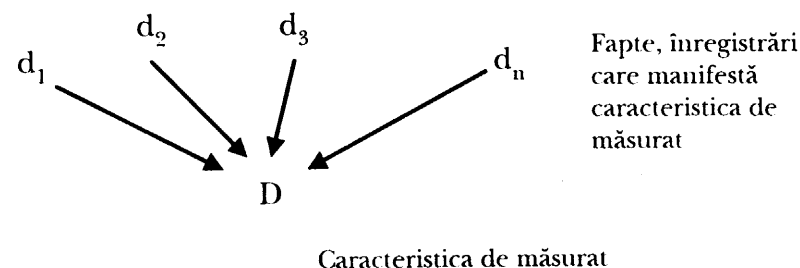 d₁ d₂ d₃ dₙ
Fapte, înregistrări
care manifestă
caracteristica de
măsurat
D
Caracteristica de măsurat